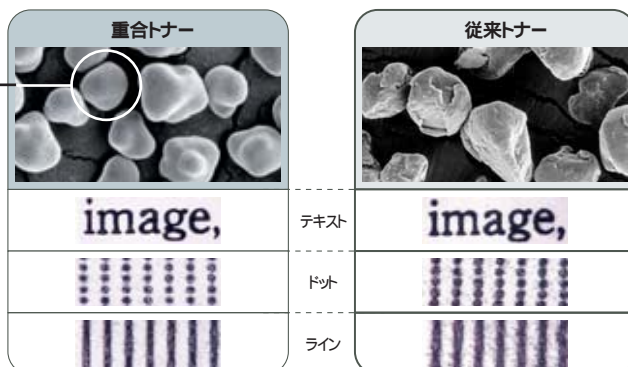 重合トナー
従来トナー
image,
テキスト
image,
ドット
ライン